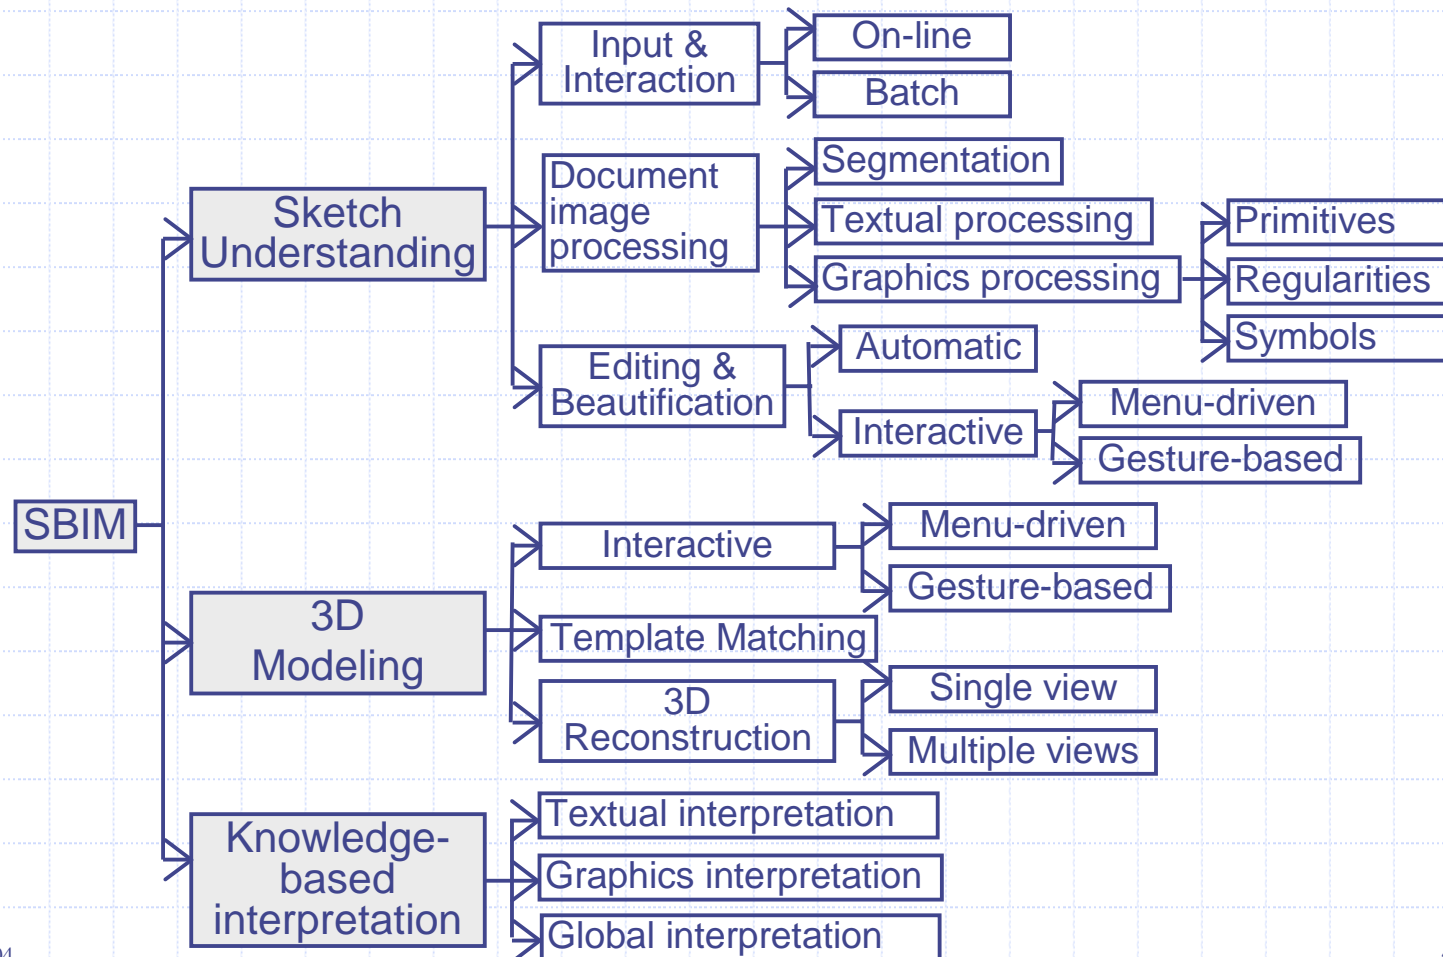 SBIM
Sketch
Understanding
Input &
Interaction
On-line
Batch
Document
image
processing
Segmentation
Textual processing
Graphics processing
Primitives
Regularities
Symbols
Editing &
Beautification
Automatic
Interactive
Menu-driven
Gesture-based
3D
Modeling
Interactive
Menu-driven
Gesture-based
Template Matching
3D
Reconstruction
Single view
Multiple views
Knowledge-
based
interpretation
Textual interpretation
Graphics interpretation
Global interpretation